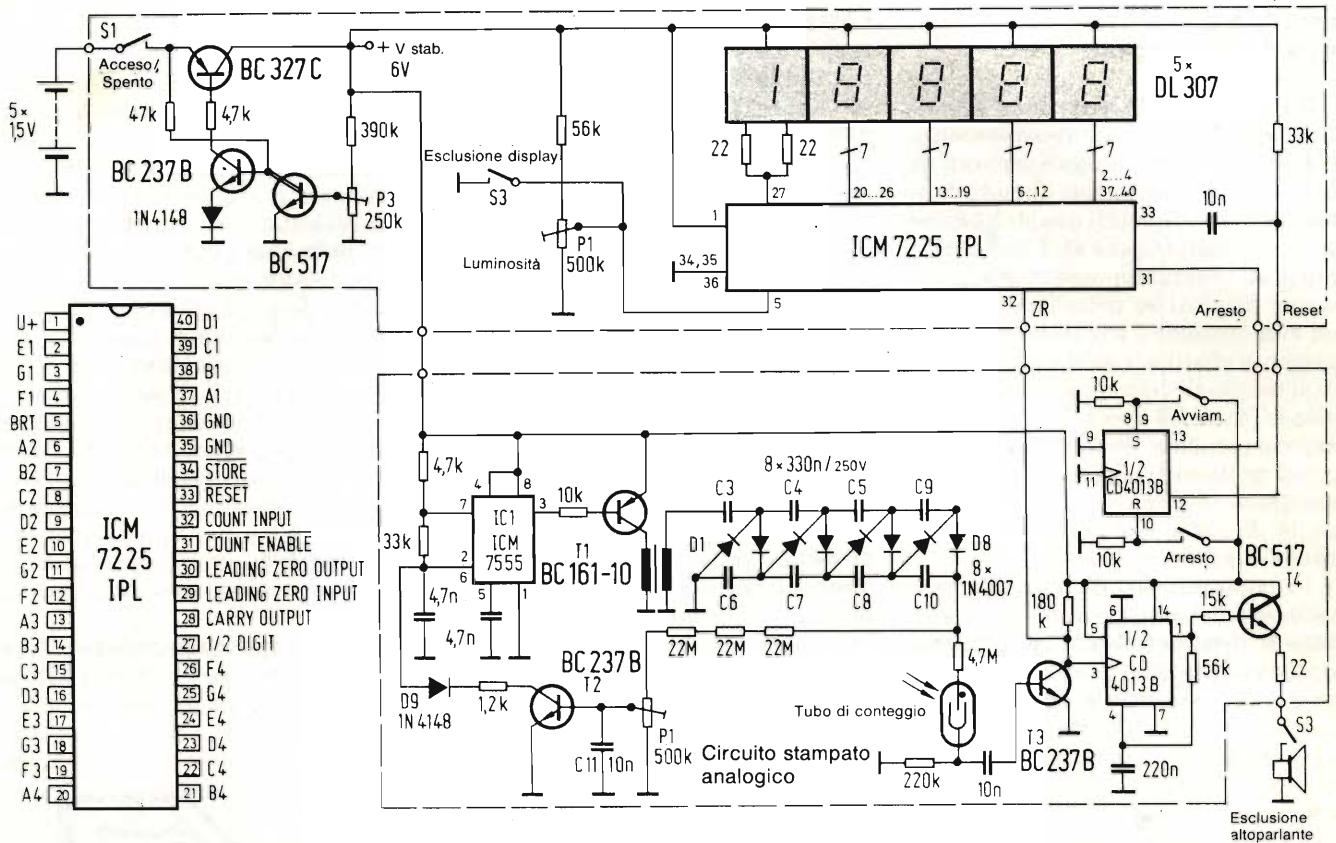 S1
Acceso/
Spento
5×
1,5V
BC 327 C
47k
4,7k
BC 237 B
1N4148
BC 517
+ V stab.
6V
390k
P3
250k
Esclusione display
S3
56k
P1
500k
Luminosità
5×
DL 307
22
22
7
7
7
7
27
20...26
13...19
6...12
2...4
37...40
1
34,35
36
5
ICM 7225 IPL
33
31
32
ZR
10n
33k
Arresto
Reset
U+ 1
E1 2
G1 3
F1 4
BRT 5
A2 6
B2 7
C2 8
D2 9
E2 10
G2 11
F2 12
A3 13
B3 14
C3 15
D3 16
E3 17
G3 18
F3 19
A4 20
ICM
7225
IPL
40 D1
39 C1
38 B1
37 A1
36 GND
35 GND
34 STORE
33 RESET
32 COUNT INPUT
31 COUNT ENABLE
30 LEADING ZERO OUTPUT
29 LEADING ZERO INPUT
28 CARRY OUTPUT
27 1/2 DIGIT
26 F4
25 G4
24 E4
23 D4
22 C4
21 B4
4,7k
33k
4,7n
4,7n
4
8
7
3
2
6
5
1
IC1
ICM
7555
10k
T1
BC161-10
8×330n/250V
C3
C4
C5
C9
D1
C6
C7
C8
C10
D8
8×
1N4007
22M
22M
22M
4,7M
D9
1N4148
1,2k
BC 237 B
T2
C11
10n
P1
500k
Tubo di conteggio
Circuito stampato
analogico
220k
10n
T3
BC237B
10k
8
9
Avviam.
9
S
13
1/2
CD4013B
11
R
12
10
10k
Arresto
BC517
T4
180
k
6
14
5
1/2
CD
4013 B
1
3
4
7
15k
56k
22
220n
S3
Esclusione
altoparlante